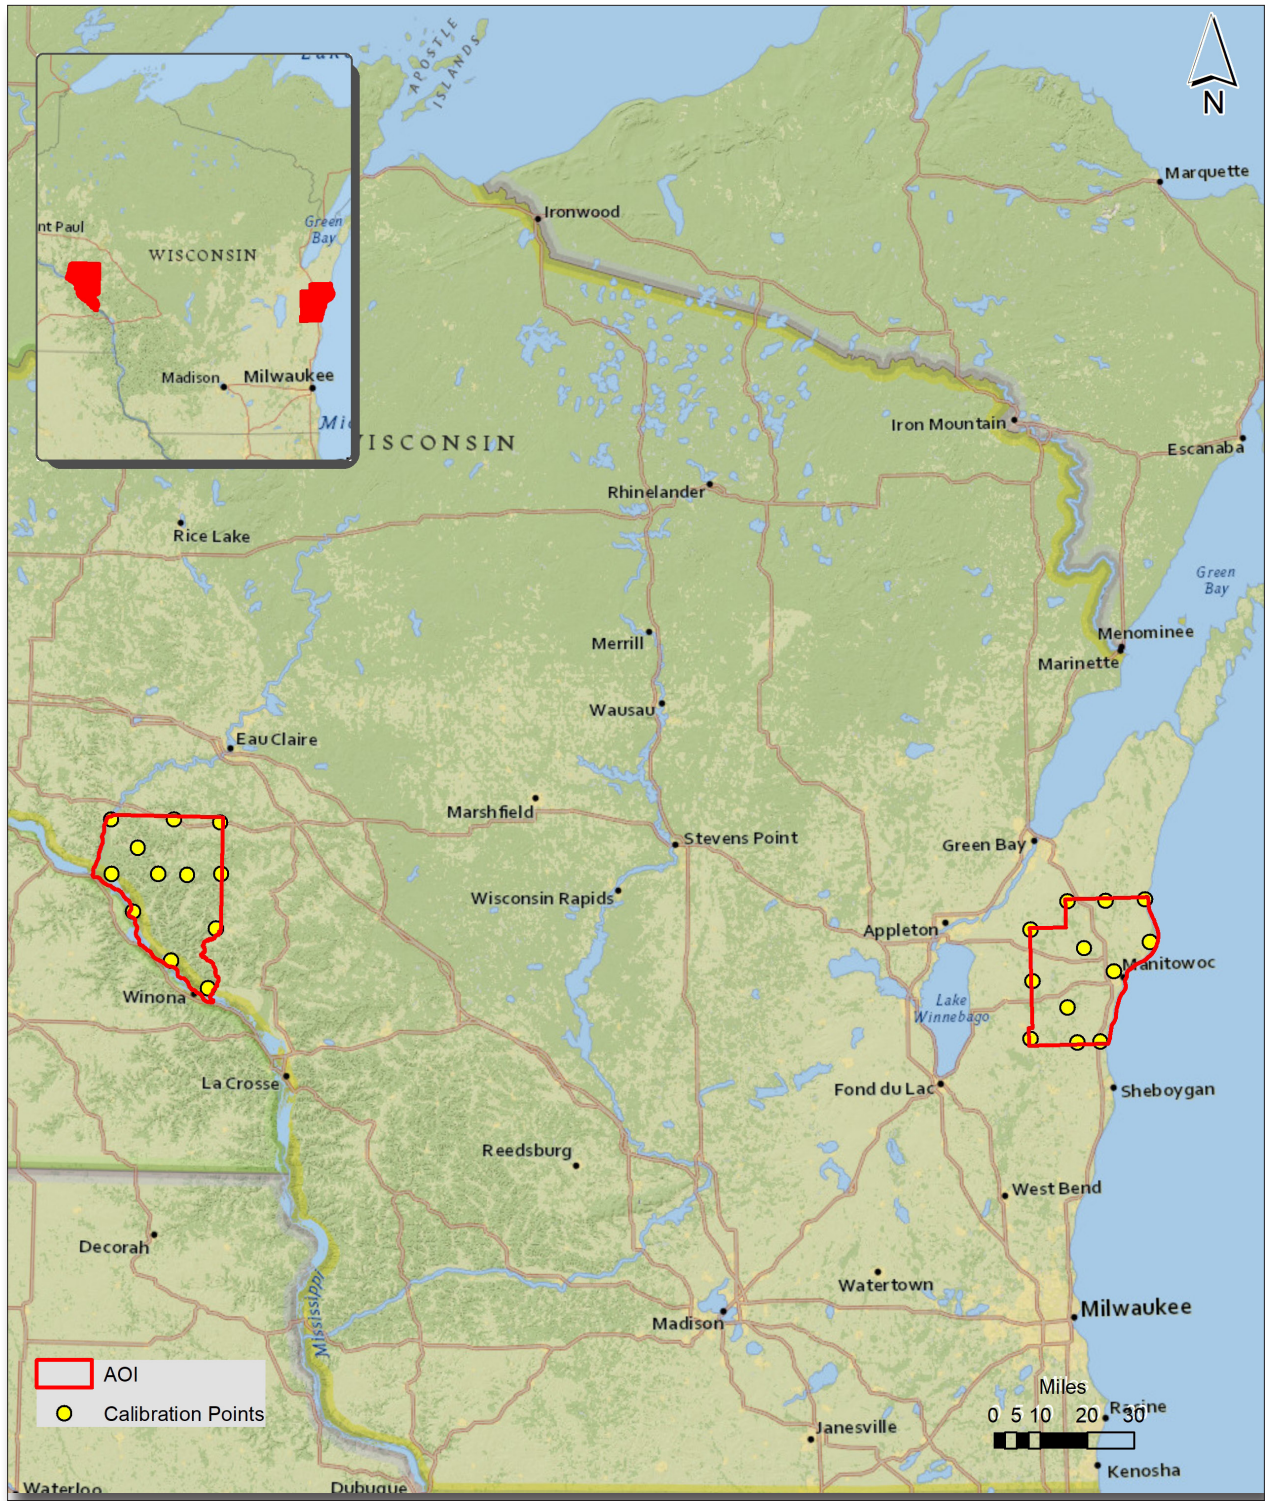 APOSTLE
ISLANDS
N
Marquette
Ironwood
Green
Bay
nt Paul
WISCONSIN
Madison
Milwaukee
Mi
ISCONSIN
Iron Mountain
Escanaba
Rhinelander
Rice Lake
Green
Bay
Menominee
Marinette
Merrill
Wausau
Eau Claire
Marshfield
Stevens Point
Green Bay
Wisconsin Rapids
Appleton
Manitowoc
Winona
Lake
Winnebago
La Crosse
Fond du Lac
Sheboygan
Reedsburg
West Bend
Decorah
Watertown
Mississippi
Milwaukee
Madison
AOI
Calibration Points
Miles
0 5 10 20 30
Racine
Janesville
Kenosha
Waterloo
Dubuque